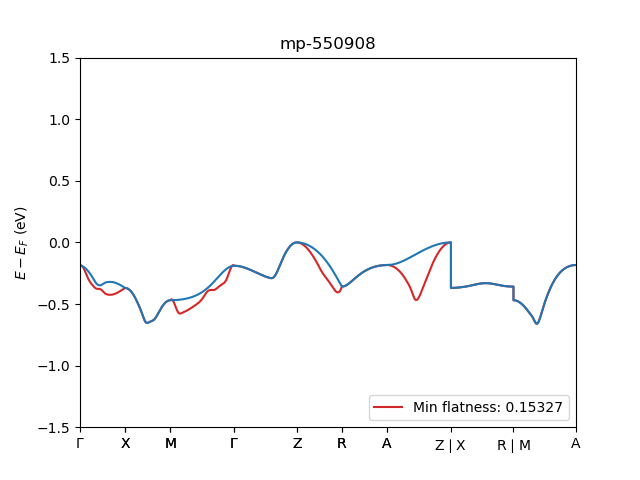 mp-550908
E − E_F (eV)
1.5
1.0
0.5
0.0
−0.5
−1.0
−1.5
Min flatness: 0.15327
Γ X M Γ Z R A Z | X R | M A